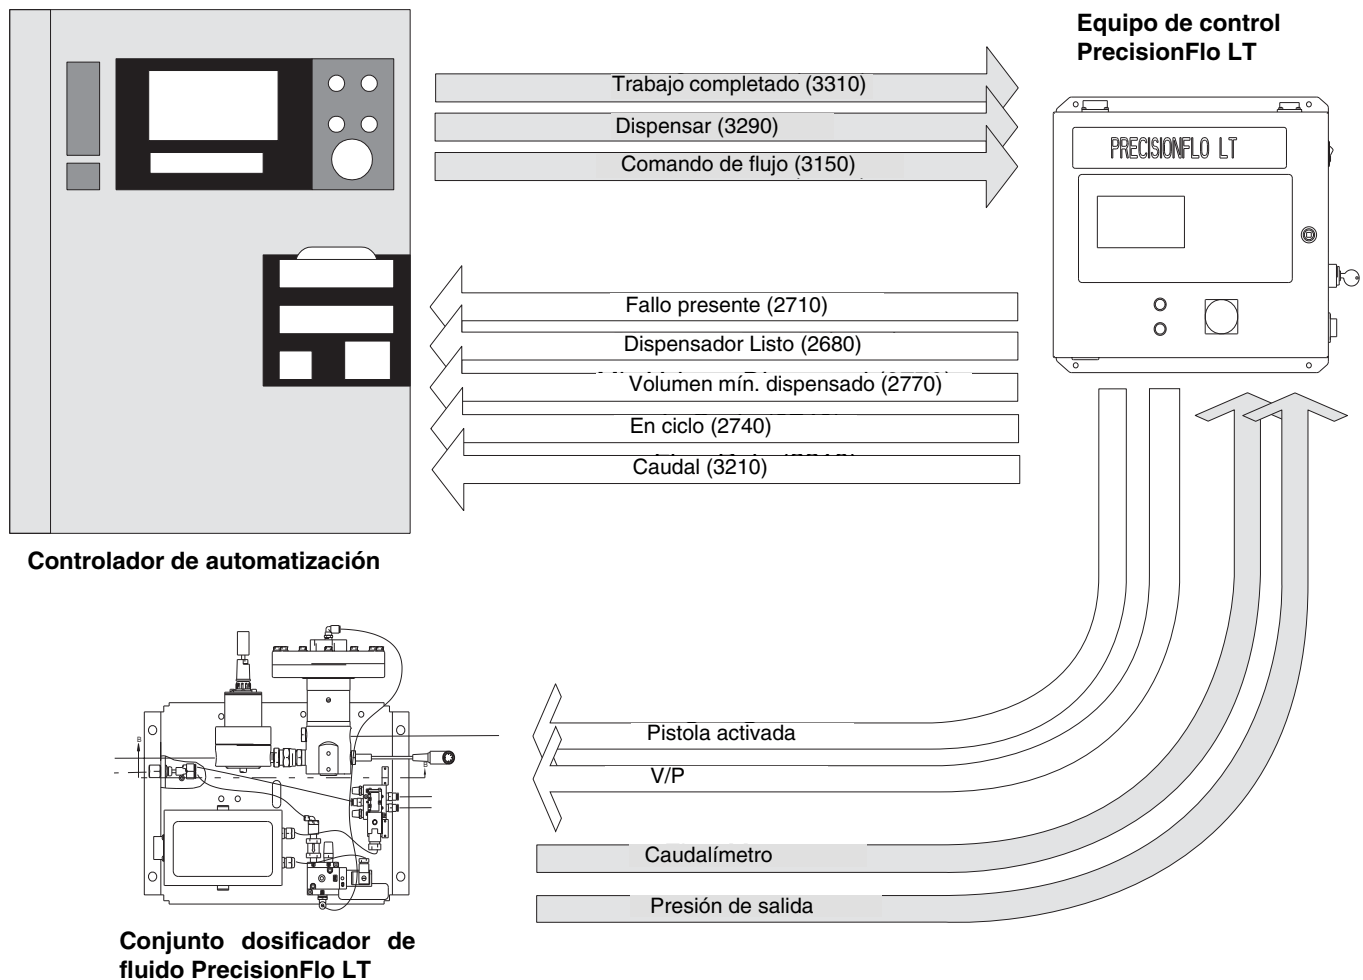 Equipo de control
PrecisionFlo LT
Trabajo completado (3310)
Dispensar (3290)
Comando de flujo (3150)
PRECISIONFLO LT
Fallo presente (2710)
Dispensador Listo (2680)
Volumen mín. dispensado (2770)
En ciclo (2740)
Caudal (3210)
Controlador de automatización
Pistola activada
V/P
Caudalímetro
Presión de salida
Conjunto dosificador de
fluido PrecisionFlo LT